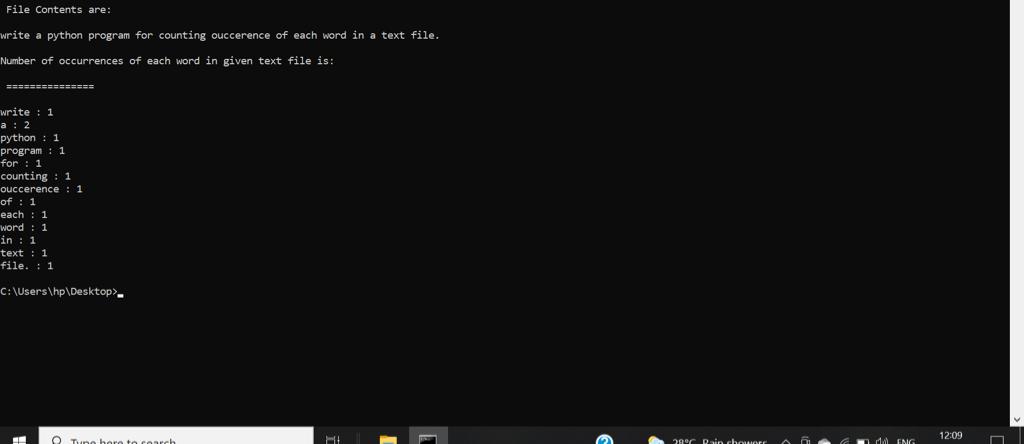 File Contents are:
write a python program for counting ouccerence of each word in a text file.
Number of occurrences of each word in given text file is:
===============
write : 1
a : 2
python : 1
program : 1
for : 1
counting : 1
ouccerence : 1
of : 1
each : 1
word : 1
in : 1
text : 1
file. : 1
C:\Users\hp\Desktop>
Type here to search
28°C Rain showers
ENG
12:09